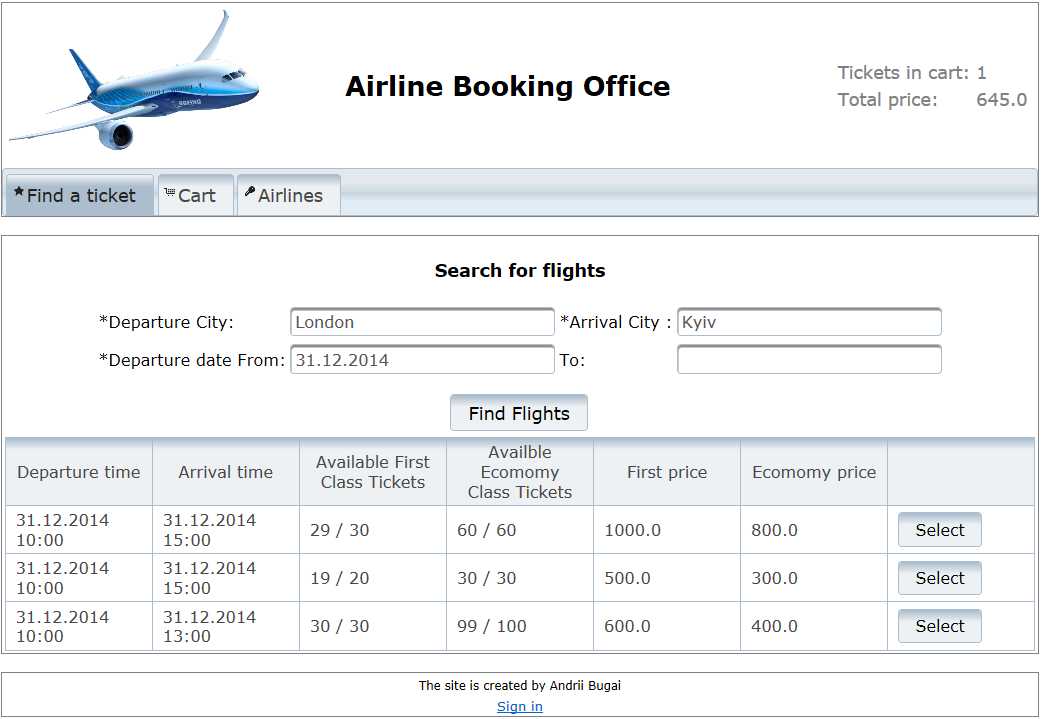 BOEING
Airline Booking Office
Tickets in cart: 1
Total price: 645.0
Find a ticket
Cart
Airlines
Search for flights
*Departure City: London *Arrival City : Kyiv
*Departure date From: 31.12.2014 To:
Find Flights
Departure time
Arrival time
Available First
Class Tickets
Availble
Ecomomy
Class Tickets
First price
Ecomomy price
31.12.2014
10:00
31.12.2014
15:00
29 / 30
60 / 60
1000.0
800.0
Select
31.12.2014
10:00
31.12.2014
15:00
19 / 20
30 / 30
500.0
300.0
Select
31.12.2014
10:00
31.12.2014
13:00
30 / 30
99 / 100
600.0
400.0
Select
The site is created by Andrii Bugai
Sign in